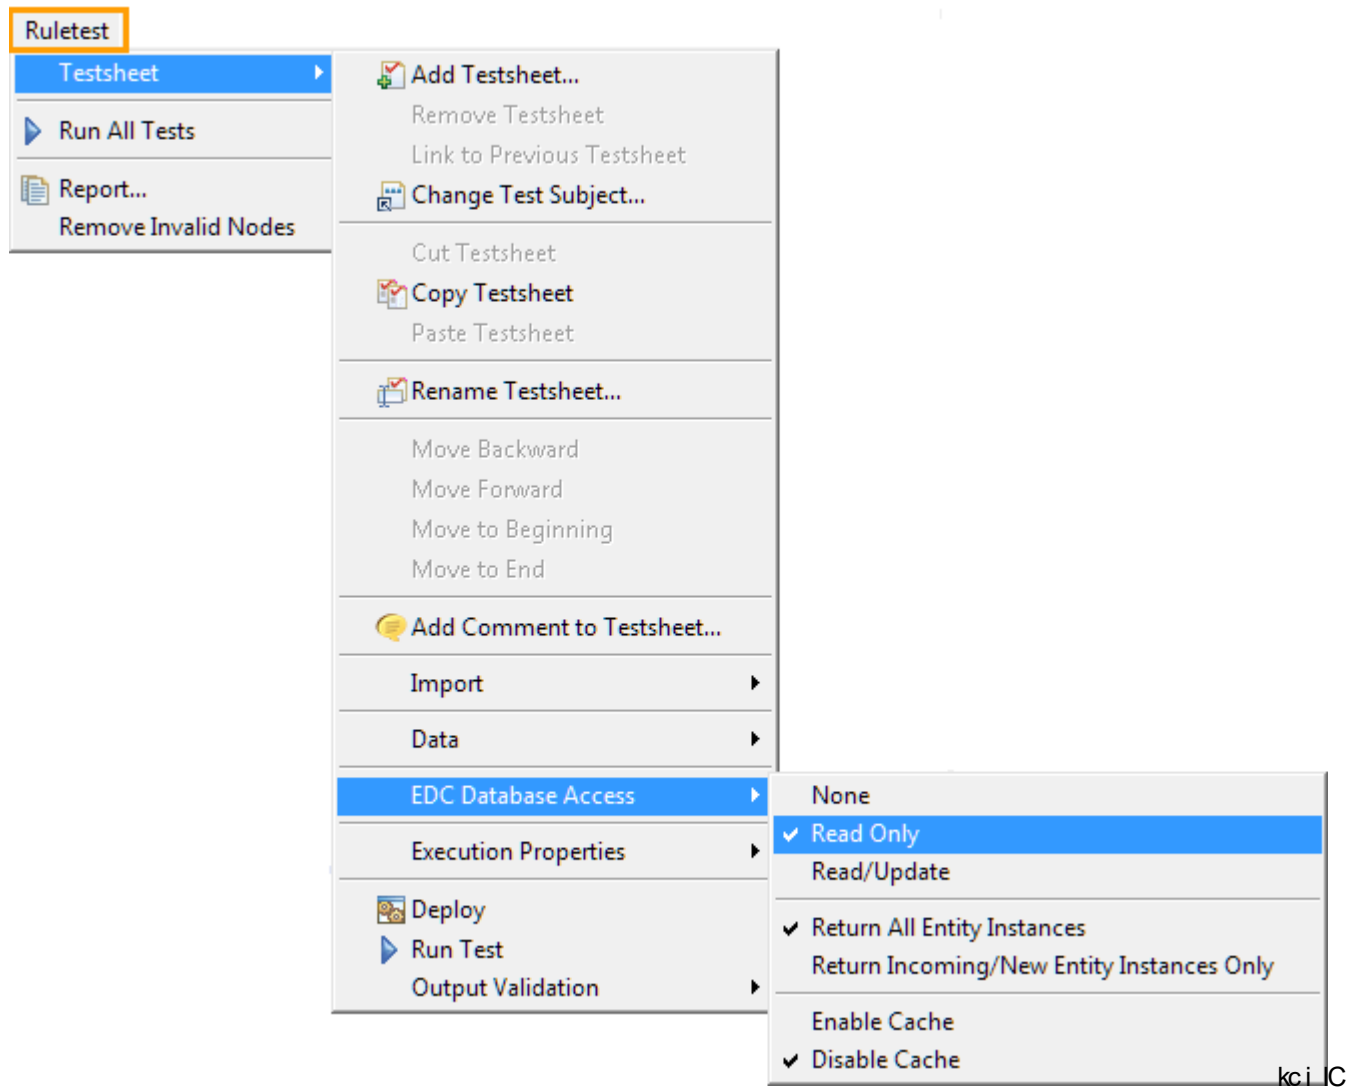 Ruletest
Testsheet
Run All Tests
Report...
Remove Invalid Nodes
Add Testsheet...
Remove Testsheet
Link to Previous Testsheet
Change Test Subject...
Cut Testsheet
Copy Testsheet
Paste Testsheet
Rename Testsheet...
Move Backward
Move Forward
Move to Beginning
Move to End
Add Comment to Testsheet...
Import
Data
EDC Database Access
Execution Properties
Deploy
Run Test
Output Validation
None
Read Only
Read/Update
Return All Entity Instances
Return Incoming/New Entity Instances Only
Enable Cache
Disable Cache